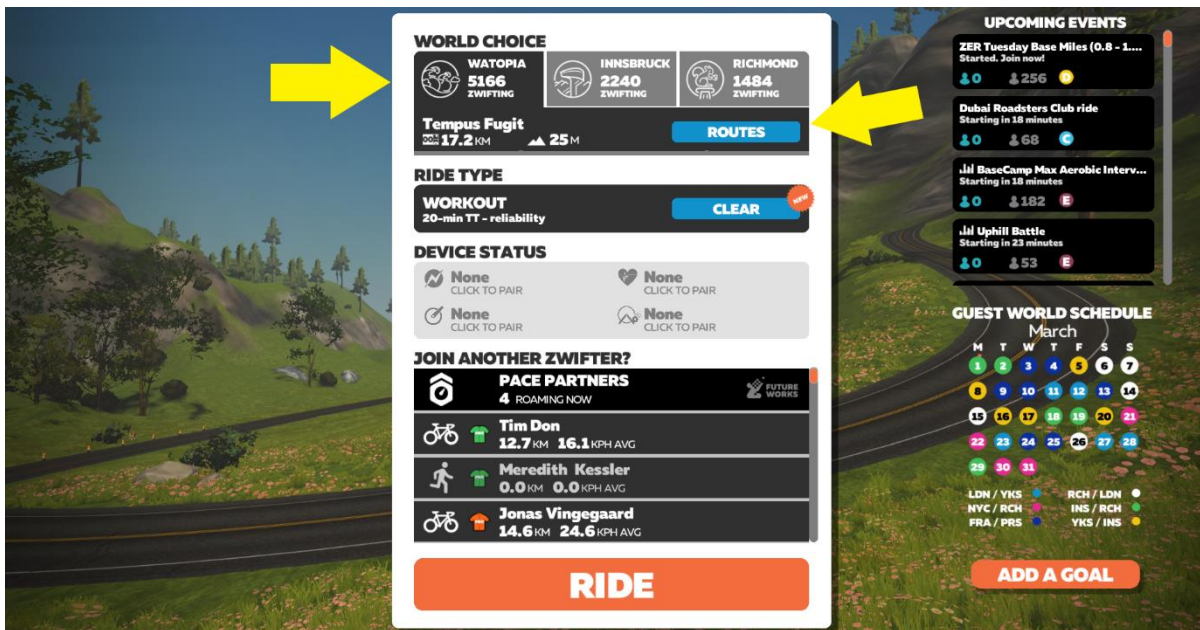 WORLD CHOICE
WATOPIA
5166
ZWIFTING
INNSBRUCK
2240
ZWIFTING
RICHMOND
1484
ZWIFTING
Tempus Fugit
17.2 KM 25 M
ROUTES
RIDE TYPE
WORKOUT
20-min TT - reliability
CLEAR
NEW
DEVICE STATUS
None
CLICK TO PAIR
None
CLICK TO PAIR
None
CLICK TO PAIR
None
CLICK TO PAIR
JOIN ANOTHER ZWIFTER?
PACE PARTNERS
4 ROAMING NOW
FUTURE
WORKS
Tim Don
12.7 KM 16.1 KPH AVG
Meredith Kessler
0.0 KM 0.0 KPH AVG
Jonas Vingegaard
14.6 KM 24.6 KPH AVG
RIDE
UPCOMING EVENTS
ZER Tuesday Base Miles (0.8 - 1....
Started. Join now!
0 256 D
Dubai Roadsters Club ride
Starting in 18 minutes
0 68 C
BaseCamp Max Aerobic Interv...
Starting in 18 minutes
0 182 E
Uphill Battle
Starting in 23 minutes
0 53 E
GUEST WORLD SCHEDULE
March
M T W T F S S
1 2 3 4 5 6 7
8 9 10 11 12 13 14
15 16 17 18 19 20 21
22 23 24 25 26 27 28
29 30 31
LDN / YKS RCH / LDN
NYC / RCH INS / RCH
FRA / PRS YKS / INS
ADD A GOAL